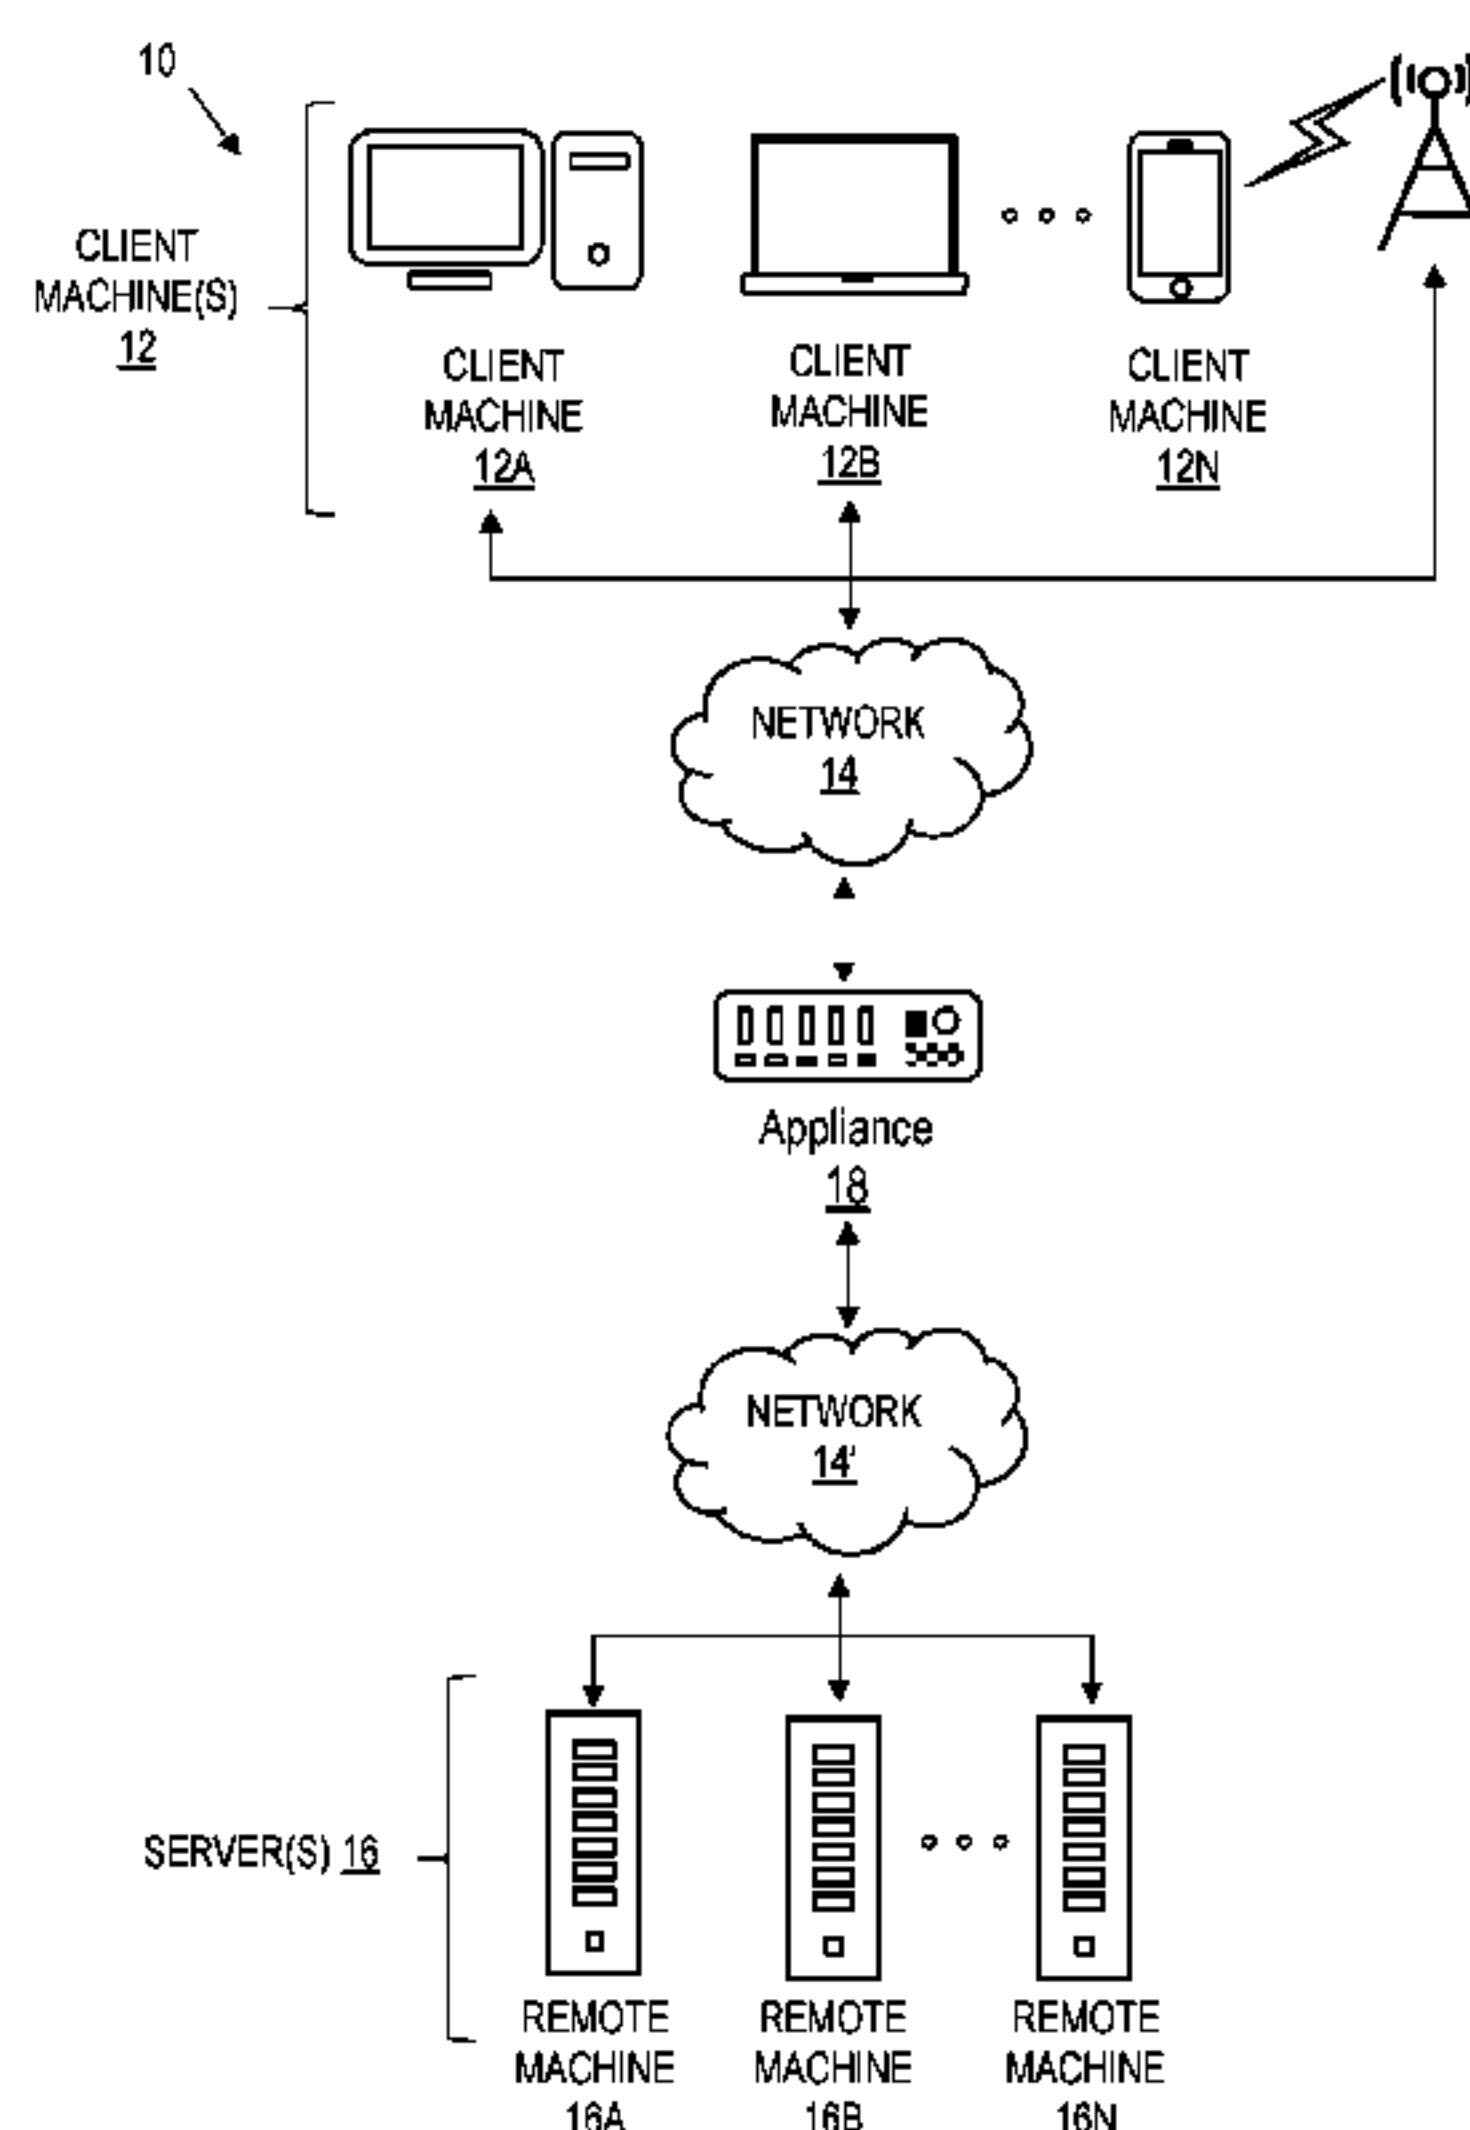 10
CLIENT
MACHINE(S)
12
CLIENT
MACHINE
12A
CLIENT
MACHINE
12B
CLIENT
MACHINE
12N
NETWORK
14
Appliance
18
NETWORK
14'
SERVER(S) 16
REMOTE
MACHINE
16A
REMOTE
MACHINE
16B
REMOTE
MACHINE
16N